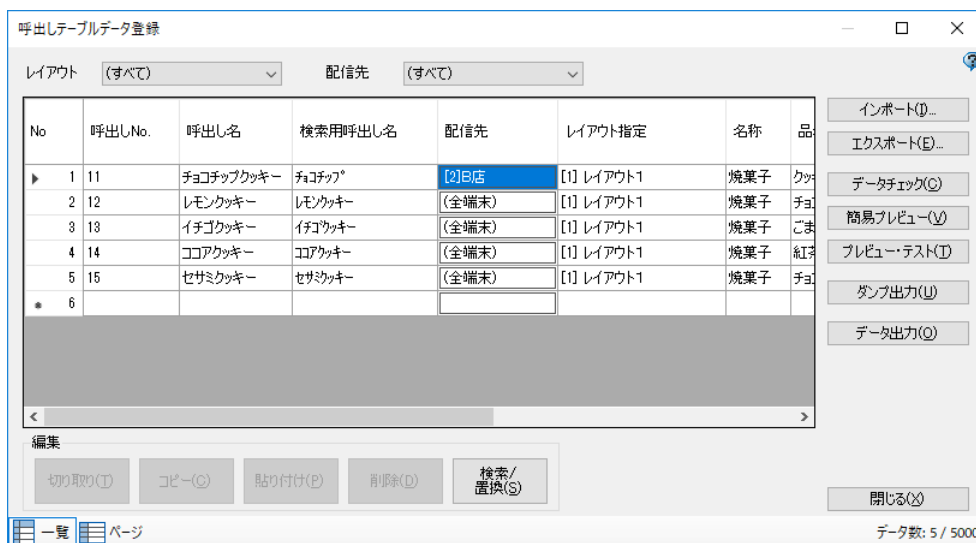 呼出しテーブルデータ登録
レイアウト (すべて) 配信先 (すべて)
No 呼出しNo. 呼出し名 検索用呼出し名 配信先 レイアウト指定 名称
1 11 チョコチップクッキー ﾁｮｺﾁｯﾌﾟ [2]B店 [1] レイアウト1 焼菓子
2 12 レモンクッキー ﾚﾓﾝｸｯｷｰ (全端末) [1] レイアウト1 焼菓子
3 13 イチゴクッキー ｲﾁｺﾞｸｯｷｰ (全端末) [1] レイアウト1 焼菓子 ごま
4 14 ココアクッキー ｺｺｱｸｯｷｰ (全端末) [1] レイアウト1 焼菓子
5 15 セサミクッキー ｾｻﾐｸｯｷｰ (全端末) [1] レイアウト1 焼菓子
6
インポート(I)...
エクスポート(E)...
データチェック(C)
簡易プレビュー(V)
プレビュー・テスト(T)
ダンプ出力(U)
データ出力(O)
編集
切り取り(T) コピー(C) 貼り付け(P) 削除(D) 検索/
置換(S)
閉じる(X)
一覧 ページ データ数: 5 / 5000